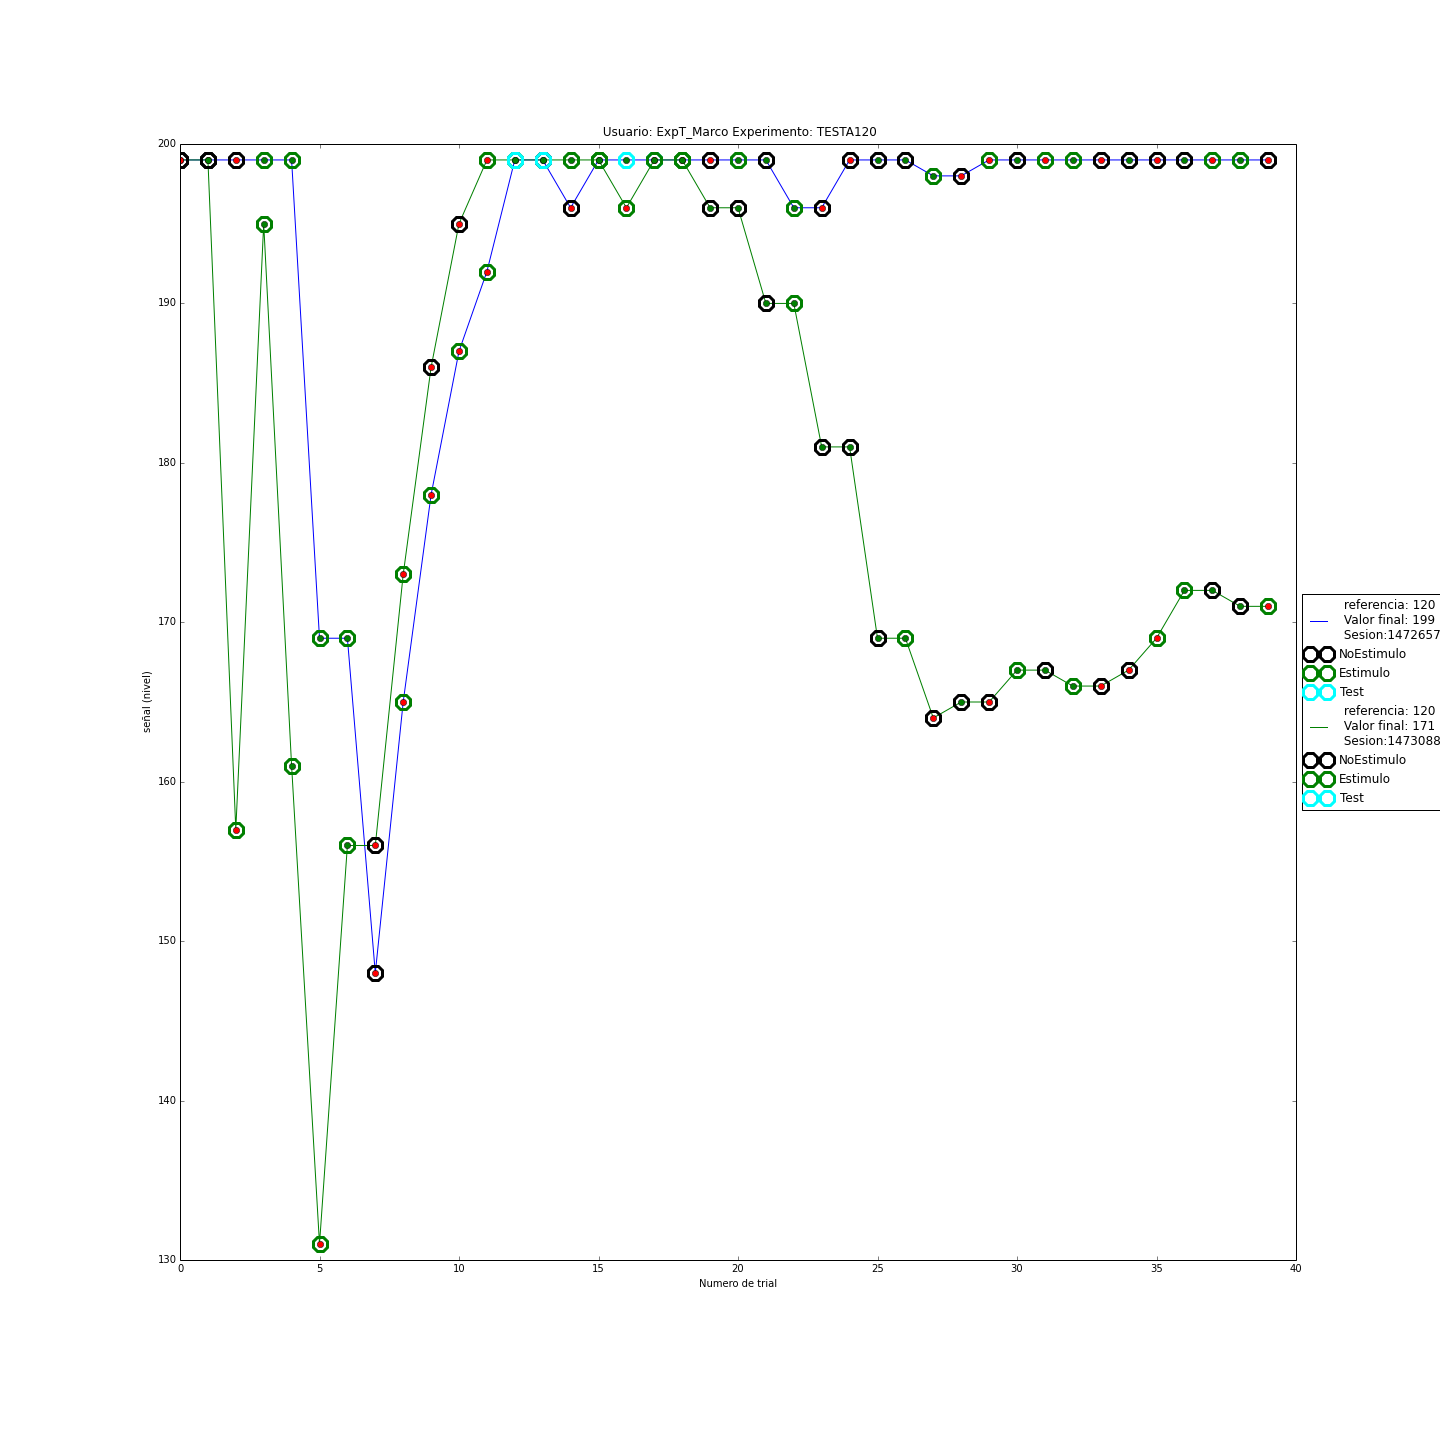 Usuario: ExpT_Marco Experimento: TESTA120
200
190
180
170
160
150
140
130
señal (nivel)
0 5 10 15 20 25 30 35 40
Numero de trial
referencia: 120
Valor final: 199
Sesion:1472657
NoEstimulo
Estimulo
Test
referencia: 120
Valor final: 171
Sesion:1473088
NoEstimulo
Estimulo
Test